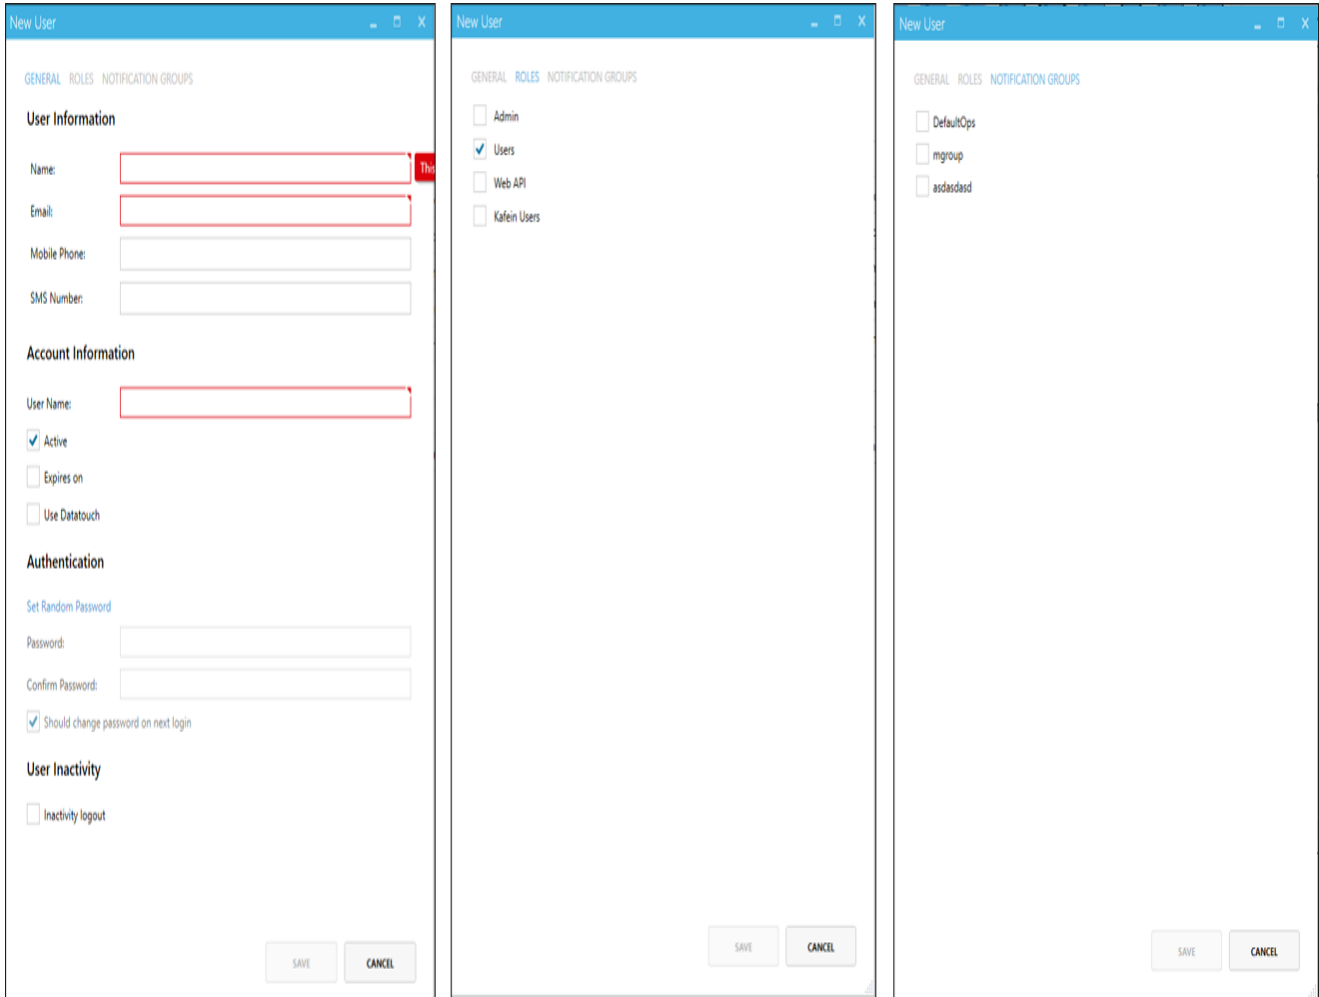 New User
GENERAL ROLES NOTIFICATION GROUPS
User Information
Name:
This
Email:
Mobile Phone:
SMS Number:
Account Information
User Name:
Active
Expires on
Use Datatouch
Authentication
Set Random Password
Password:
Confirm Password:
Should change password on next login
User Inactivity
Inactivity logout
SAVE CANCEL
New User
GENERAL ROLES NOTIFICATION GROUPS
Admin
Users
Web API
Kafein Users
SAVE CANCEL
New User
GENERAL ROLES NOTIFICATION GROUPS
DefaultOps
mgroup
asdasdasd
SAVE CANCEL